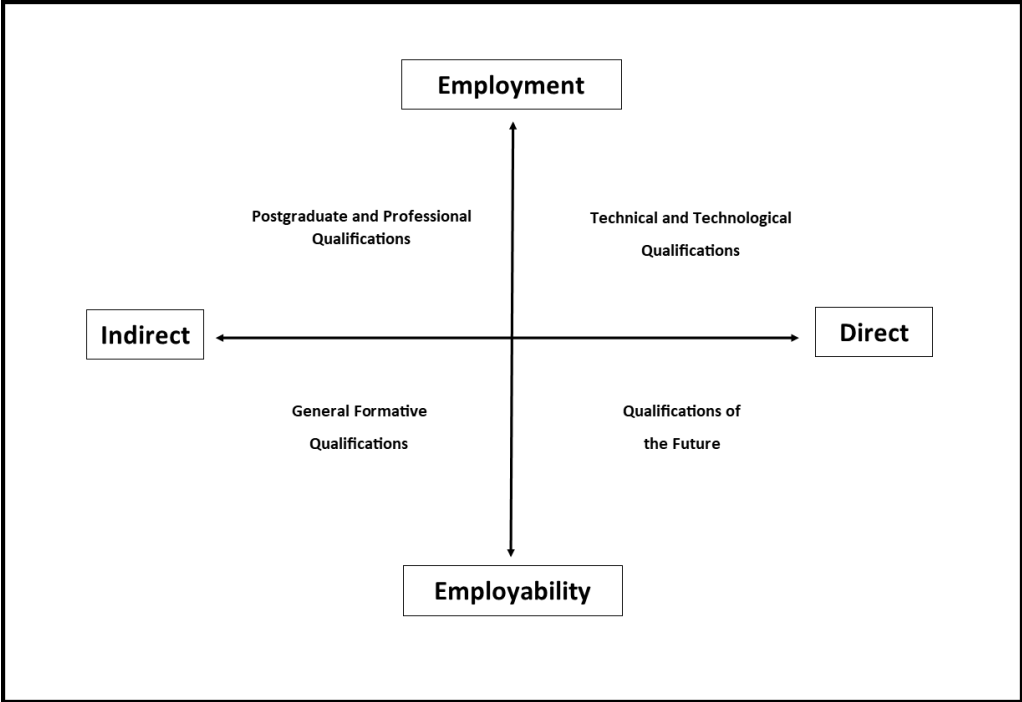 Employment
Postgraduate and Professional
Qualifications
Technical and Technological
Qualifications
Indirect
Direct
General Formative
Qualifications
Qualifications of
the Future
Employability